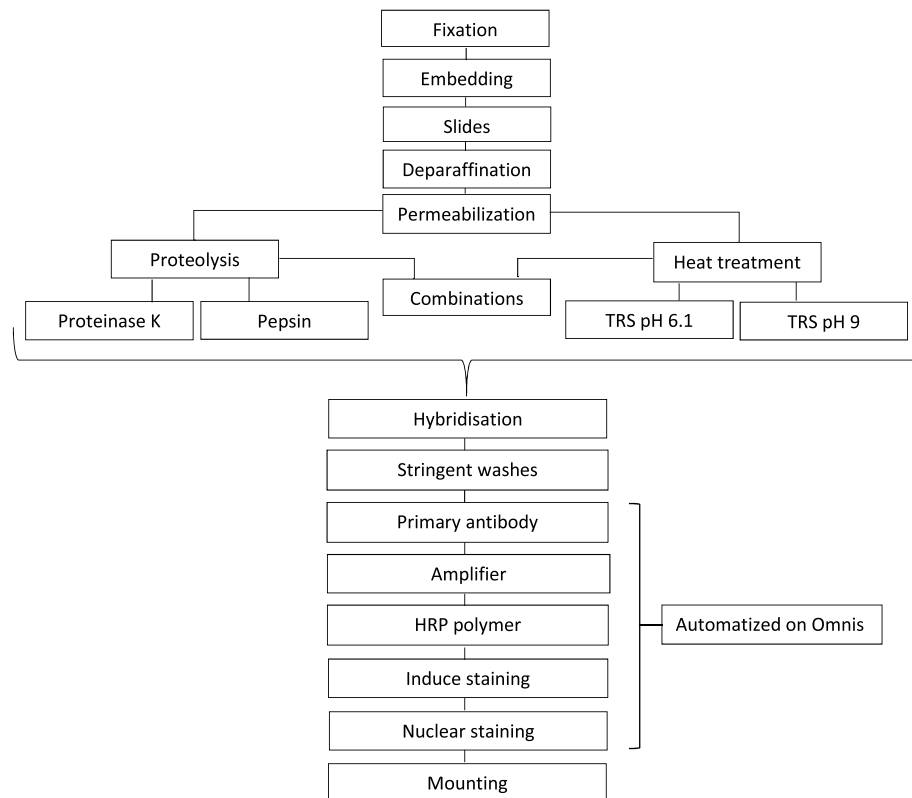 Fixation
Embedding
Slides
Deparaffination
Permeabilization
Proteolysis
Heat treatment
Combinations
Proteinase K
Pepsin
TRS pH 6.1
TRS pH 9
Hybridisation
Stringent washes
Primary antibody
Amplifier
HRP polymer
Automatized on Omnis
Induce staining
Nuclear staining
Mounting